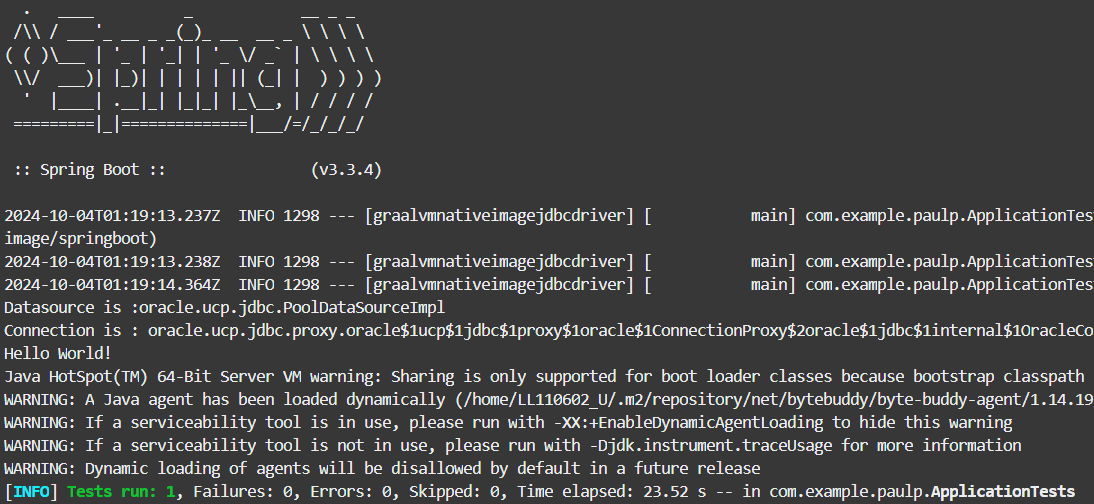 .   ____          _            __ _ _
 /\\ / ___'_ __ _ _(_)_ __  __ _ \ \ \ \
( ( )\___ | '_ | '_| | '_ \/ _` | \ \ \ \
 \\/  ___)| |_)| | | | | || (_| |  ) ) ) )
  '  |____| .__|_| |_|_| |_\__, | / / / /
 =========|_|==============|___/=/_/_/_/
 :: Spring Boot ::                (v3.3.4)
2024-10-04T01:19:13.237Z  INFO 1298 --- [graalvmnativeimagejdbcdriver] [           main] com.example.paulp.ApplicationTes
image/springboot)
2024-10-04T01:19:13.238Z  INFO 1298 --- [graalvmnativeimagejdbcdriver] [           main] com.example.paulp.ApplicationTes
2024-10-04T01:19:14.364Z  INFO 1298 --- [graalvmnativeimagejdbcdriver] [           main] com.example.paulp.ApplicationTes
Datasource is :oracle.ucp.jdbc.PoolDataSourceImpl
Connection is : oracle.ucp.jdbc.proxy.oracle$1ucp$1jdbc$1proxy$1oracle$1ConnectionProxy$2oracle$1jdbc$1internal$1OracleCo
Hello World!
Java HotSpot(TM) 64-Bit Server VM warning: Sharing is only supported for boot loader classes because bootstrap classpath
WARNING: A Java agent has been loaded dynamically (/home/LL110602_U/.m2/repository/net/bytebuddy/byte-buddy-agent/1.14.19
WARNING: If a serviceability tool is in use, please run with -XX:+EnableDynamicAgentLoading to hide this warning
WARNING: If a serviceability tool is not in use, please run with -Djdk.instrument.traceUsage for more information
WARNING: Dynamic loading of agents will be disallowed by default in a future release
[INFO] Tests run: 1, Failures: 0, Errors: 0, Skipped: 0, Time elapsed: 23.52 s -- in com.example.paulp.ApplicationTests